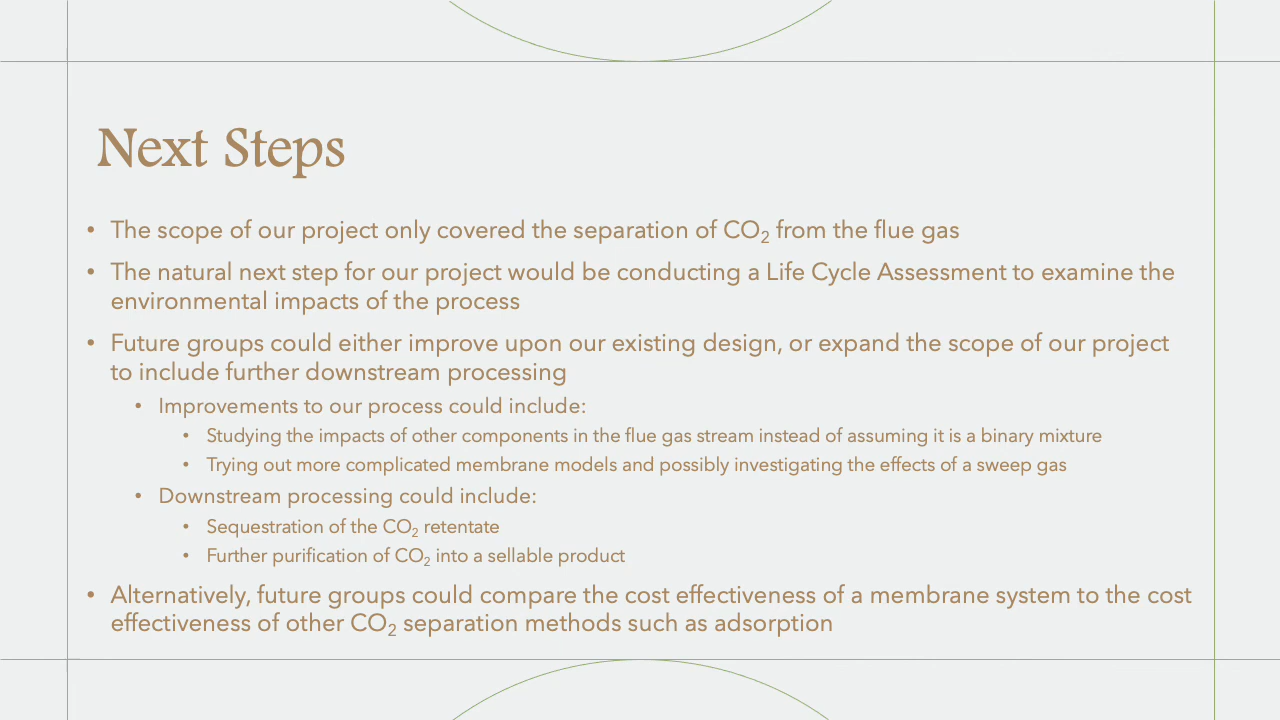 Next Steps
• The scope of our project only covered the separation of CO₂ from the flue gas
• The natural next step for our project would be conducting a Life Cycle Assessment to examine the
environmental impacts of the process
• Future groups could either improve upon our existing design, or expand the scope of our project
to include further downstream processing
• Improvements to our process could include:
• Studying the impacts of other components in the flue gas stream instead of assuming it is a binary mixture
• Trying out more complicated membrane models and possibly investigating the effects of a sweep gas
• Downstream processing could include:
• Sequestration of the CO₂ retentate
• Further purification of CO₂ into a sellable product
• Alternatively, future groups could compare the cost effectiveness of a membrane system to the cost
effectiveness of other CO₂ separation methods such as adsorption